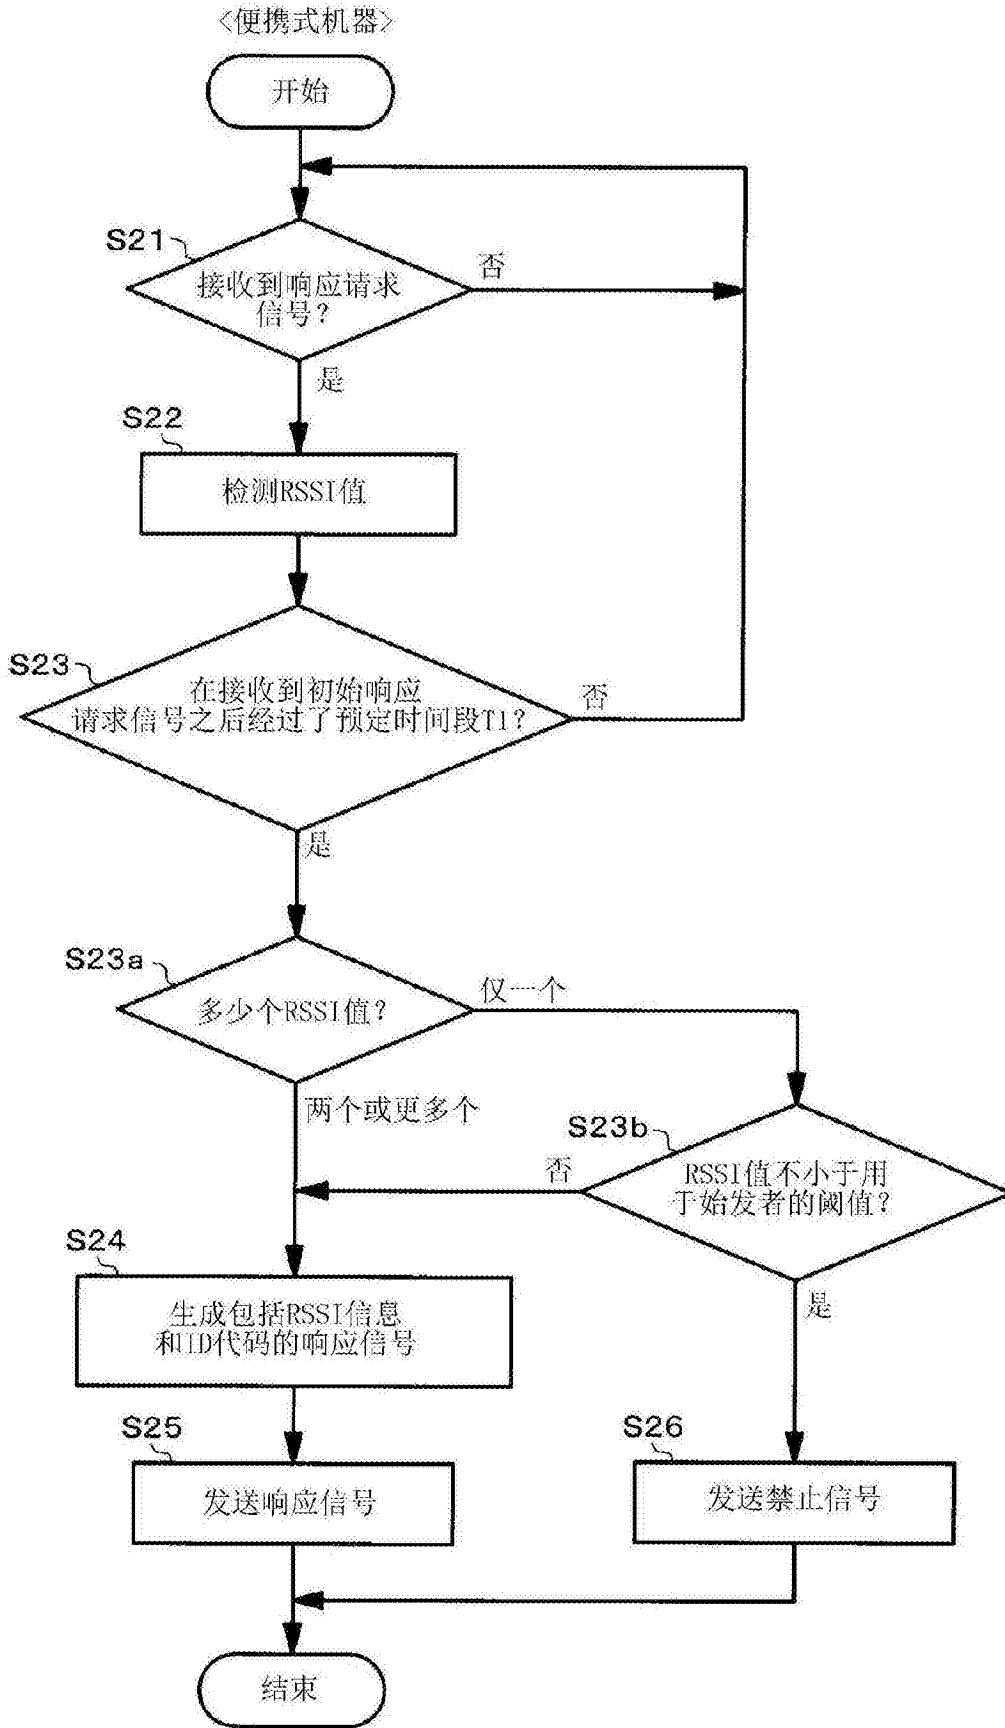 <便携式机器>
开始
S21
接收到响应请求
信号？
否
是
S22
检测RSSI值
S23
在接收到初始响应
请求信号之后经过了预定时间段T1？
否
是
S23a
多少个RSSI值？
仅一个
两个或更多个
S23b
RSSI值不小于用
于始发者的阈值？
否
是
S24
生成包括RSSI信息
和ID代码的响应信号
S25
发送响应信号
S26
发送禁止信号
结束